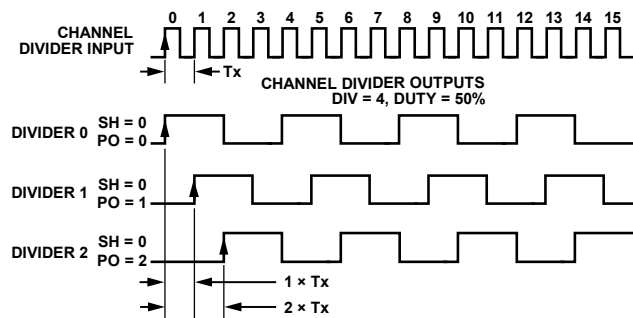 0 1 2 3 4 5 6 7 8 9 10 11 12 13 14 15
CHANNEL
DIVIDER INPUT
Tx
CHANNEL DIVIDER OUTPUTS
DIV = 4, DUTY = 50%
DIVIDER 0
SH = 0
PO = 0
DIVIDER 1
SH = 0
PO = 1
DIVIDER 2
SH = 0
PO = 2
1 × Tx
2 × Tx